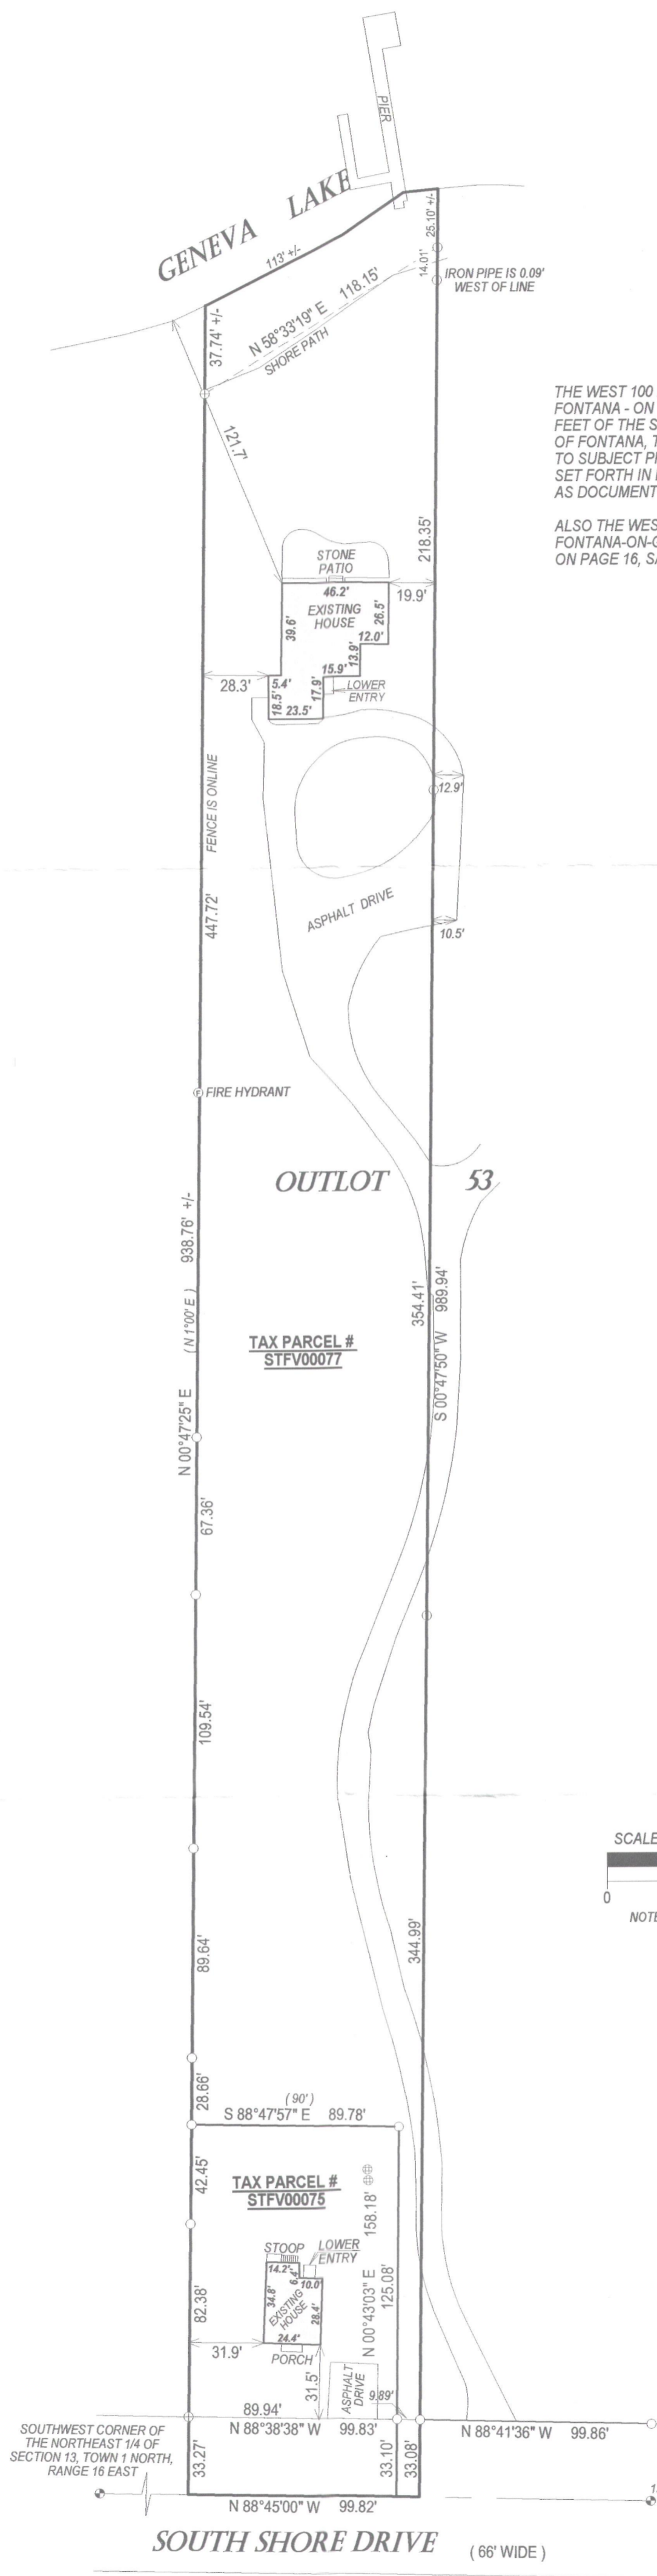 PIER
GENEVA LAKE
113' +/-
25.10' +/-
14.01'
IRON PIPE IS 0.09'
WEST OF LINE
37.74' +/-
N 58°33'19" E 118.15'
SHORE PATH
121.7'
THE WEST 100
FONTANA - ON
FEET OF THE S
OF FONTANA, T
TO SUBJECT P
SET FORTH IN
AS DOCUMENT
ALSO THE WES
FONTANA-ON-
ON PAGE 16, SA
218.35'
STONE
PATIO
46.2'
19.9'
EXISTING
HOUSE
39.6'
26.5'
12.0'
13.9'
15.9'
28.3'
5.4'
17.9'
LOWER
ENTRY
18.5'
23.5'
FENCE IS ONLINE
12.9'
447.72'
ASPHALT DRIVE
10.5'
FIRE HYDRANT
OUTLOT 53
938.76' +/-
(N 1°00' E)
N 00°47'25" E
354.41'
989.94'
S 00°47'50" W
TAX PARCEL #
STFV00077
67.36'
109.54'
SCALE
0
NOTE
89.64'
344.99'
28.66'
(90')
S 88°47'57" E 89.78'
42.45'
TAX PARCEL #
STFV00075
158.18'
STOOP
LOWER
ENTRY
14.2'
6.4'
10.0'
34.8'
EXISTING
HOUSE
28.4'
24.4'
N 00°43'03" E
125.08'
82.38'
31.9'
PORCH
31.5'
ASPHALT
DRIVE
9.89'
89.94'
N 88°38'38" W 99.83'
N 88°41'36" W 99.86'
SOUTHWEST CORNER OF
THE NORTHEAST 1/4 OF
SECTION 13, TOWN 1 NORTH,
RANGE 16 EAST
33.27'
33.10'
33.08'
N 88°45'00" W 99.82'
SOUTH SHORE DRIVE (66' WIDE)